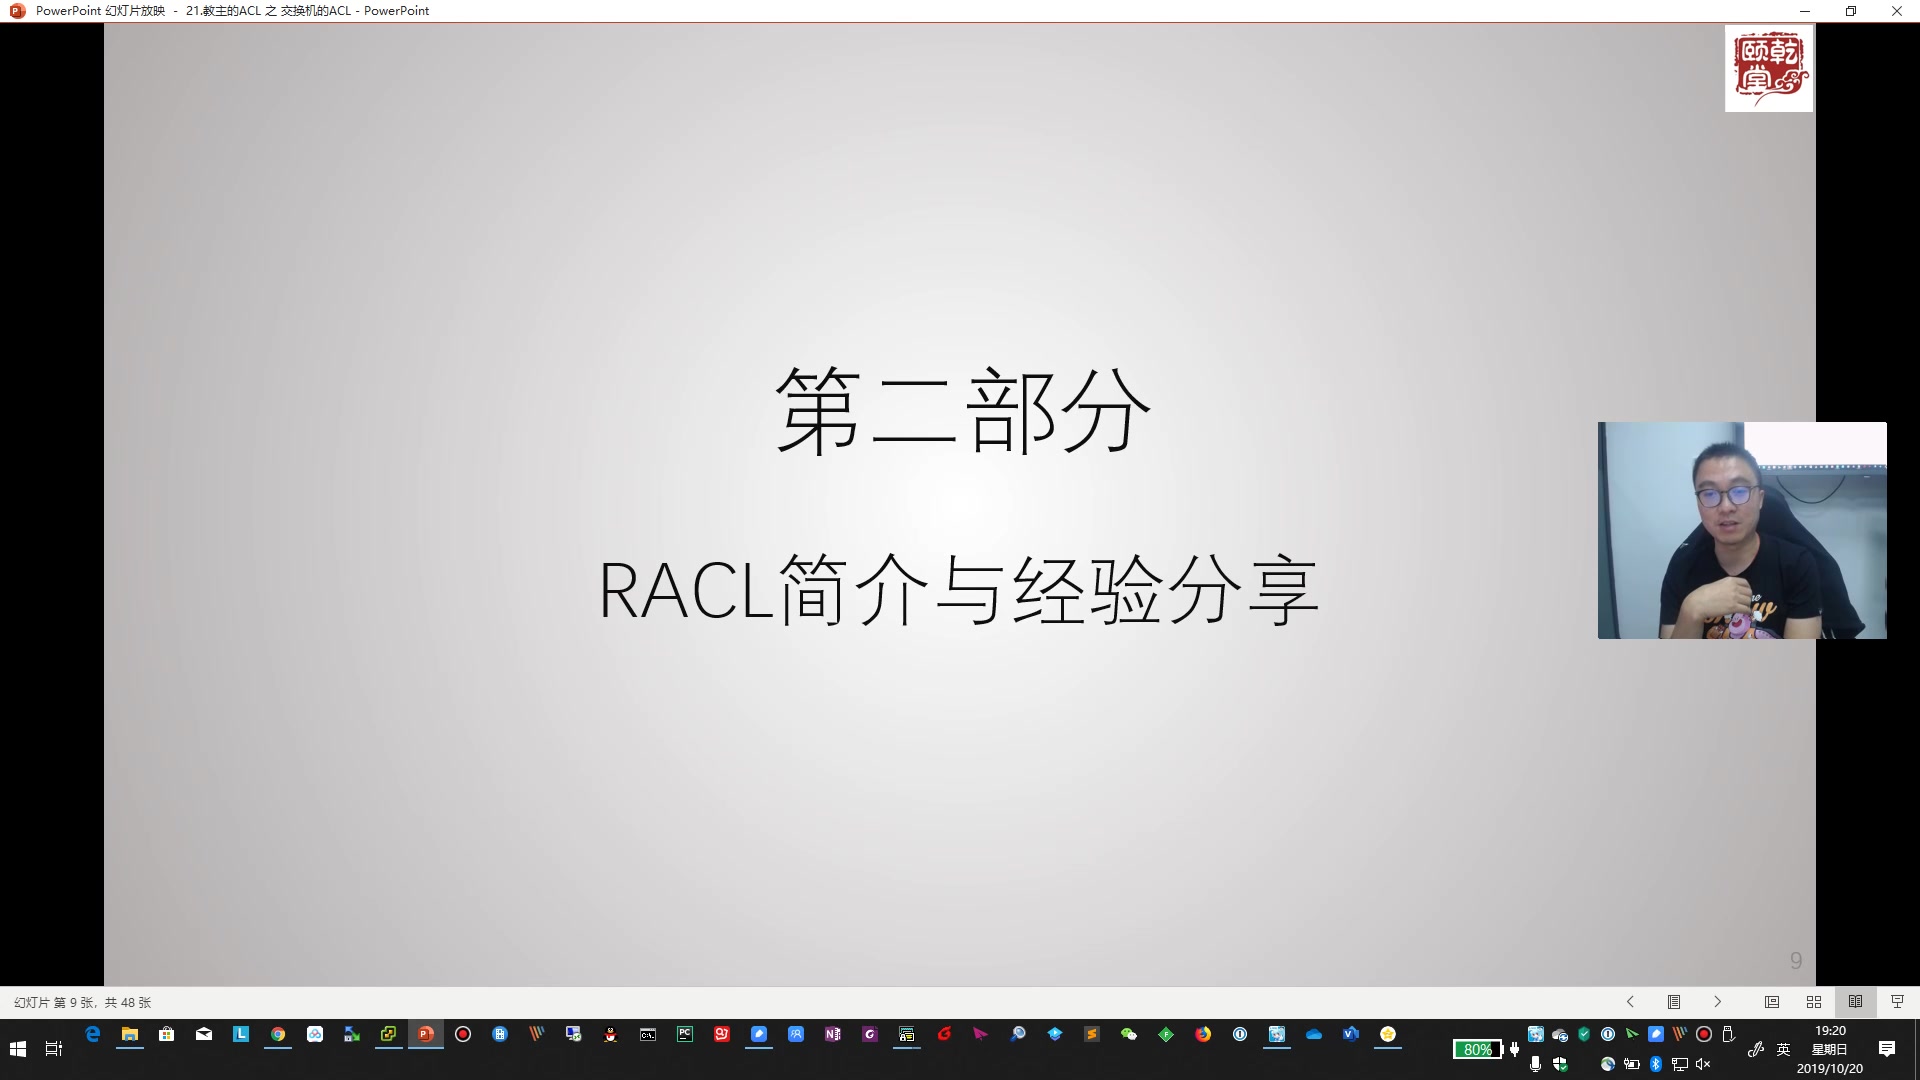 PowerPoint 幻灯片放映 - 21.教主的ACL 之 交换机的ACL - PowerPoint
乾颐堂
第二部分
RACL简介与经验分享
9
幻灯片 第 9 张，共 48 张
80%
英
19:20
星期日
2019/10/20